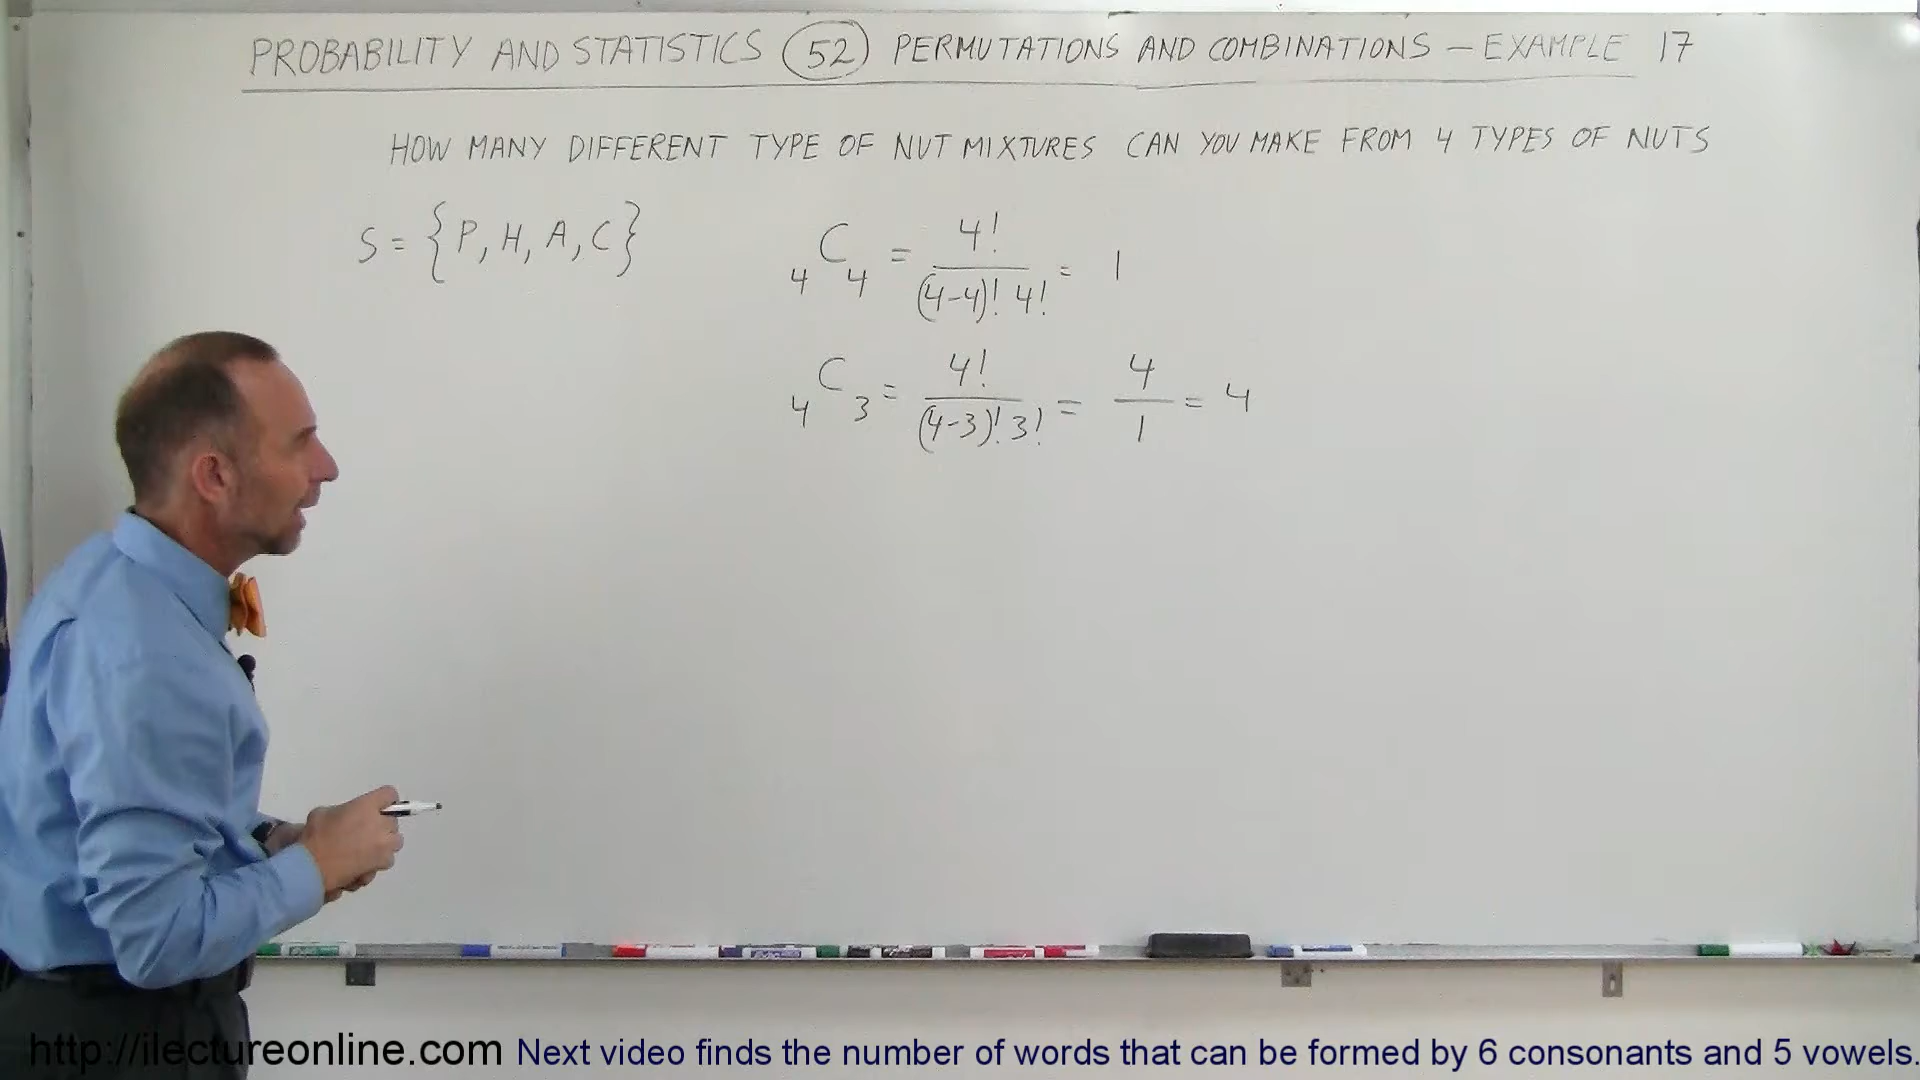 PROBABILITY AND STATISTICS 52 PERMUTATIONS AND COMBINATIONS – EXAMPLE 17
HOW MANY DIFFERENT TYPE OF NUT MIXTURES CAN YOU MAKE FROM 4 TYPES OF NUTS
S = {P, H, A, C}
₄C₄ = 4! / (4-4)! 4! = 1
₄C₃ = 4! / (4-3)! 3! = 4 / 1 = 4
http://ilectureonline.com Next video finds the number of words that can be formed by 6 consonants and 5 vowels.